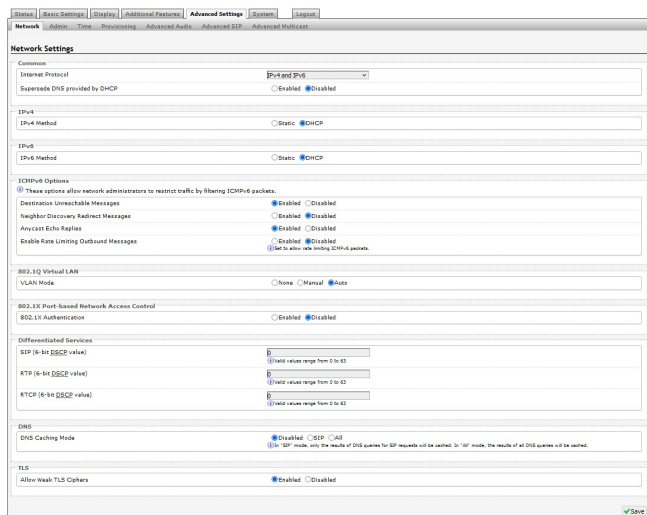 Status Basic Settings Display Additional Features Advanced Settings System Logout
Network Admin Time Provisioning Advanced Audio Advanced SIP Advanced Multicast
Network Settings
Common
Internet Protocol IPv4 and IPv6
Supersede DNS provided by DHCP Enabled Disabled
IPv4
IPv4 Method Static DHCP
IPv6
IPv6 Method Static DHCP
ICMPv6 Options
These options allow network administrators to restrict traffic by filtering ICMPv6 packets.
Destination Unreachable Messages Enabled Disabled
Neighbor Discovery Redirect Messages Enabled Disabled
Anycast Echo Replies Enabled Disabled
Enable Rate Limiting Outbound Messages Enabled Disabled
Set to allow rate limiting ICMPv6 packets.
802.1Q Virtual LAN
VLAN Mode None Manual Auto
802.1X Port-based Network Access Control
802.1X Authentication Enabled Disabled
Differentiated Services
SIP (6-bit DSCP value) 0
Valid values range from 0 to 63
RTP (6-bit DSCP value) 0
Valid values range from 0 to 63
RTCP (6-bit DSCP value) 0
Valid values range from 0 to 63
DNS
DNS Caching Mode Disabled SIP All
In "SIP" mode, only the results of DNS queries for SIP requests will be cached. In "All" mode, the results of all DNS queries will be cached.
TLS
Allow Weak TLS Ciphers Enabled Disabled
Save